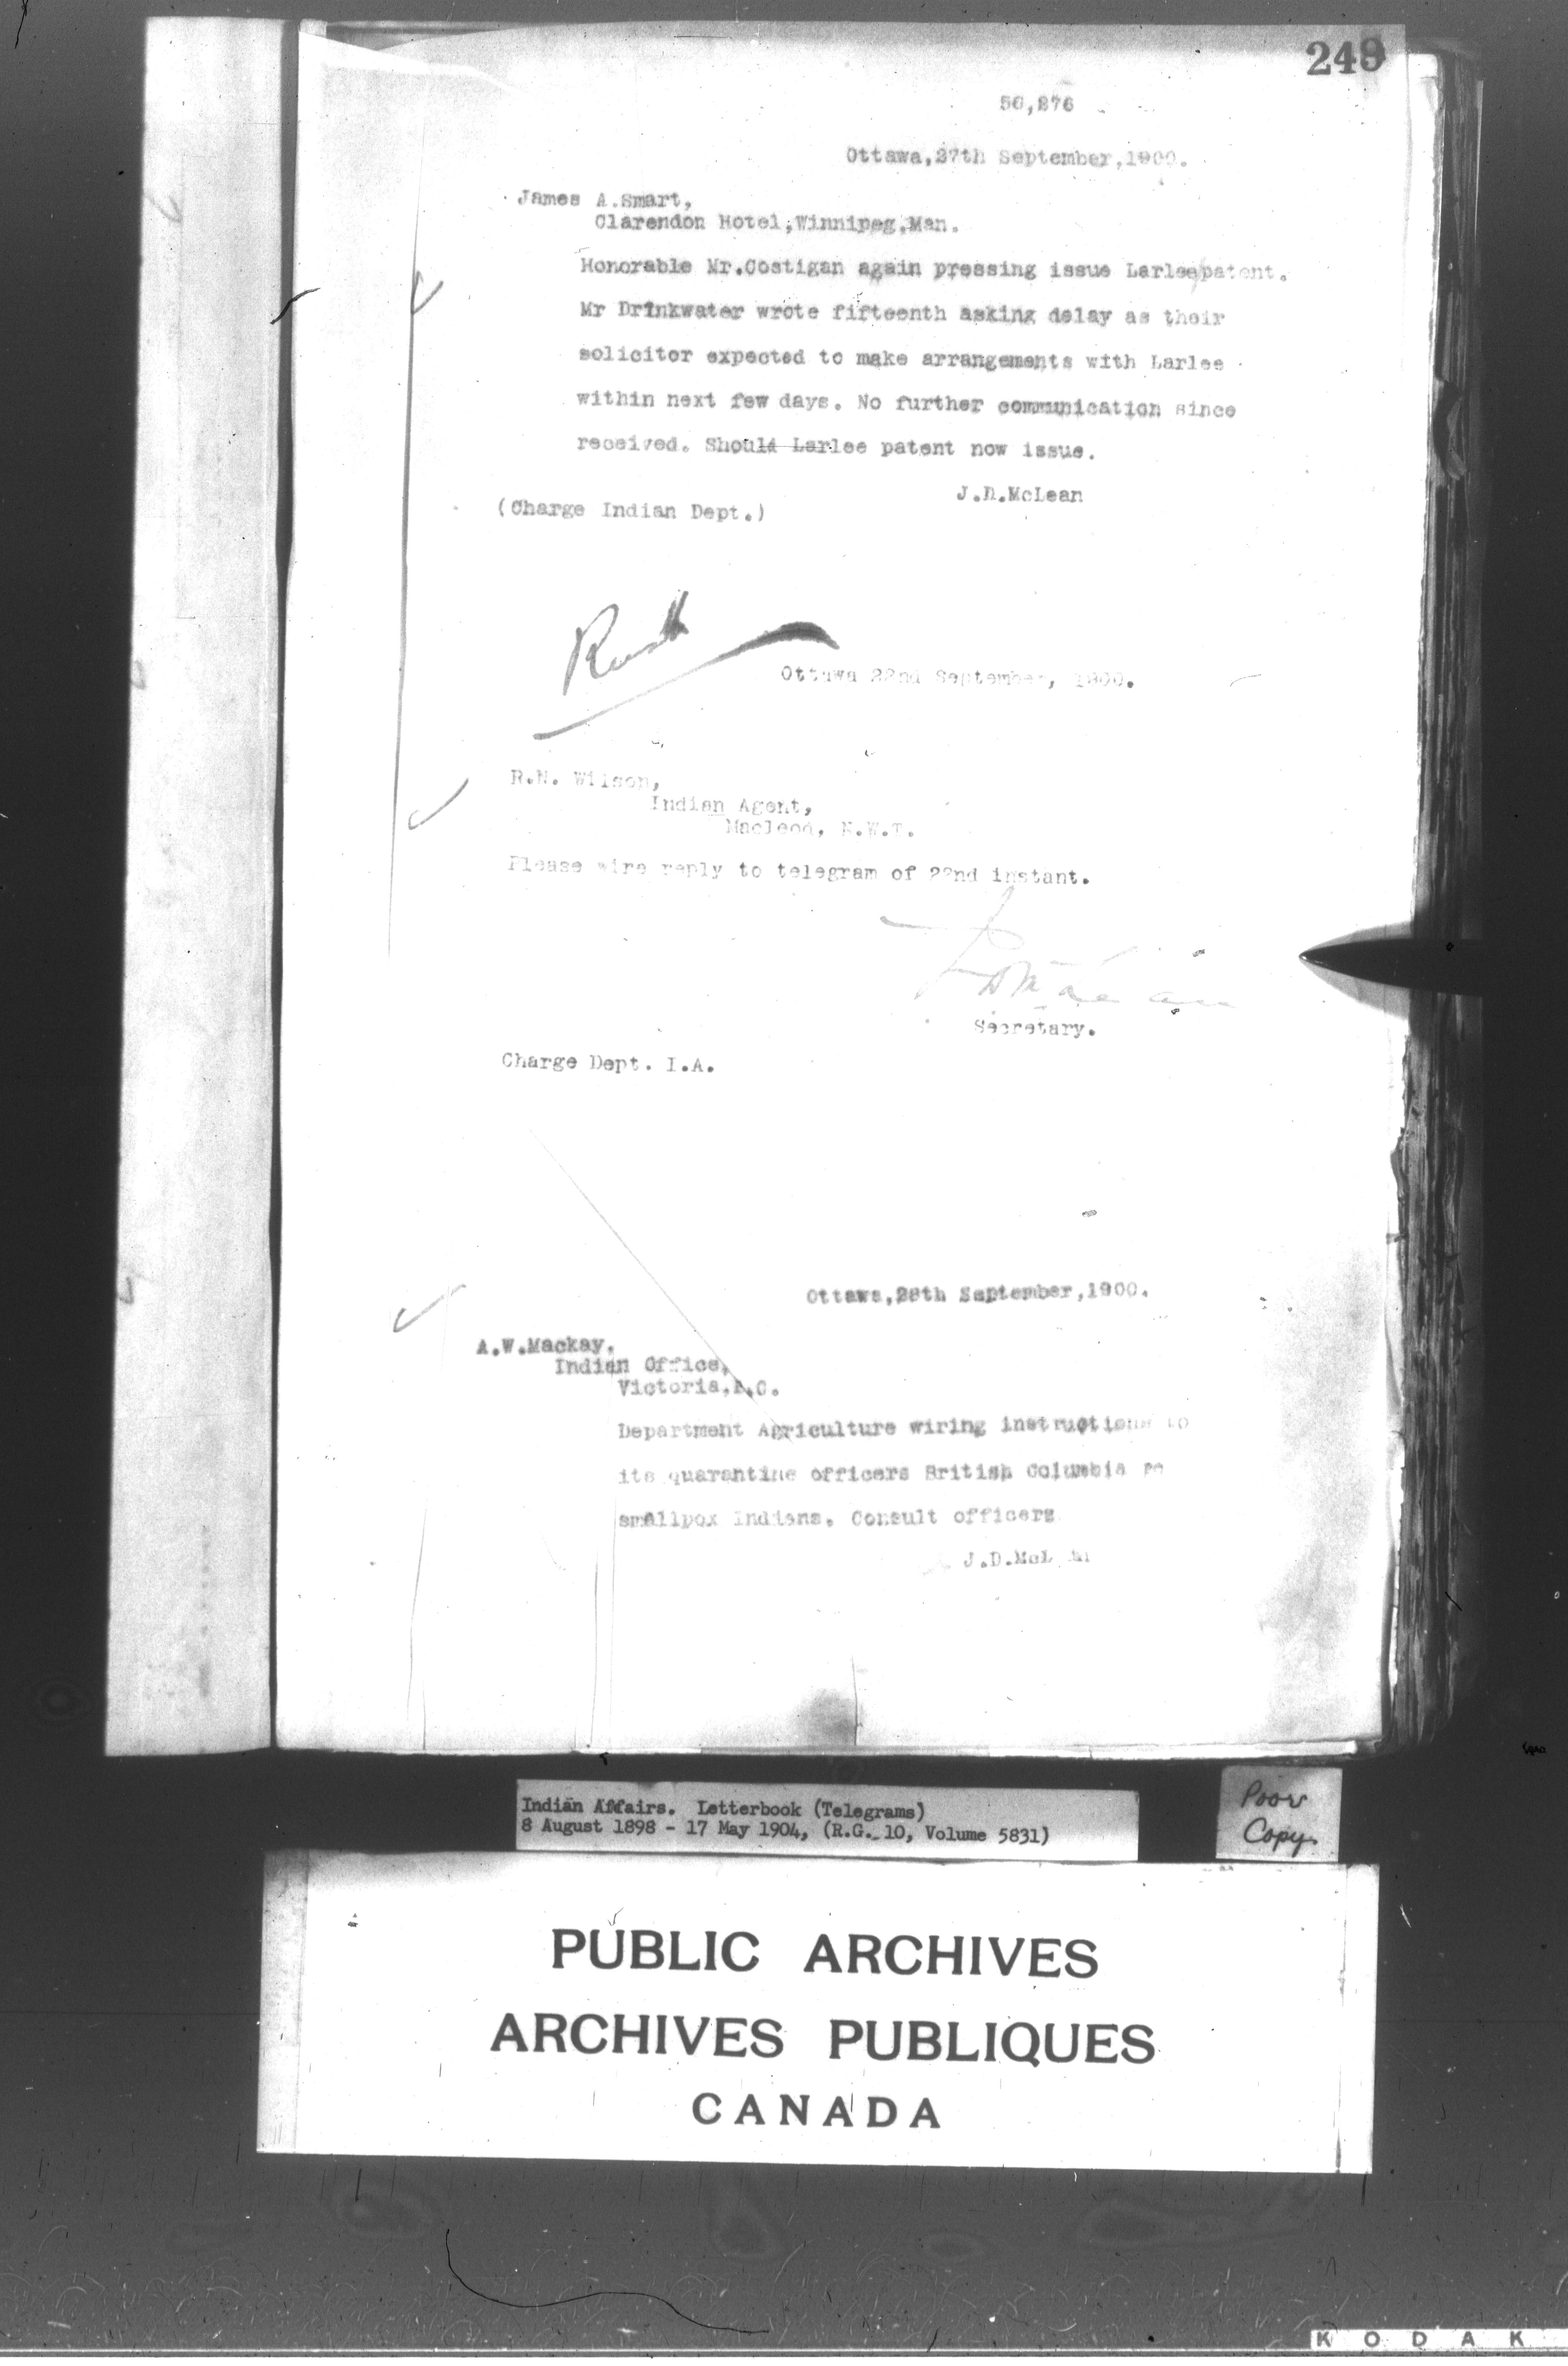 249
56,276
Ottawa,27th September,1900.
James A.Smart,
Clarendon Hotel,Winnipeg,Man.
Honorable Mr.Costigan again pressing issue Larleepatent.
Mr Drinkwater wrote fifteenth asking delay as their
solicitor expected to make arrangements with Larlee
within next few days. No further communication since
received. Should Larlee patent now issue.
J.D.McLean
(Charge Indian Dept.)
Ottawa 22nd September, 1900.
R.N. Wilson,
Indian Agent,
Macleod, N.W.T.
Please wire reply to telegram of 22nd instant.
Secretary.
Charge Dept. I.A.
Ottawa,28th September,1900.
A.W.Mackay,
Indian Office,
Victoria,B.C.
Department Agriculture wiring instructions to
its quarantine officers British Columbia re
smallpox Indians. Consult officers
J.D.McL
Indian Affairs. Letterbook (Telegrams)
8 August 1898 - 17 May 1904, (R.G. 10, Volume 5831)
Poor
Copy
PUBLIC ARCHIVES
ARCHIVES PUBLIQUES
CANADA
KODAK